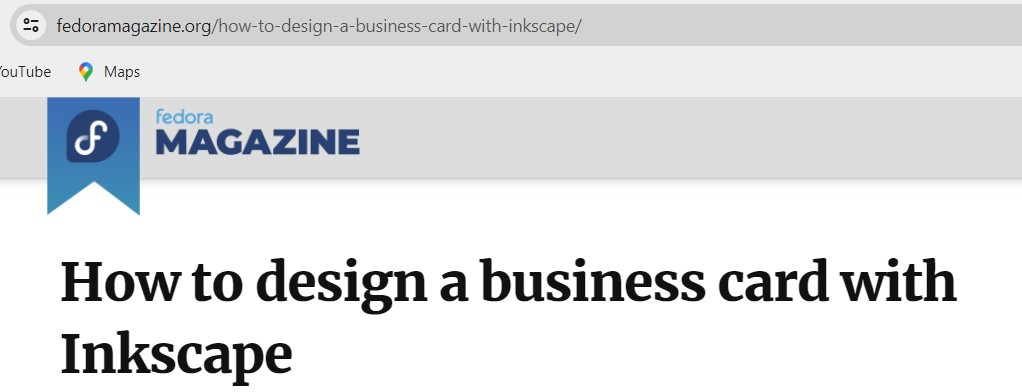 fedoramagazine.org/how-to-design-a-business-card-with-inkscape/
YouTube Maps
fedora
MAGAZINE
How to design a business card with
Inkscape